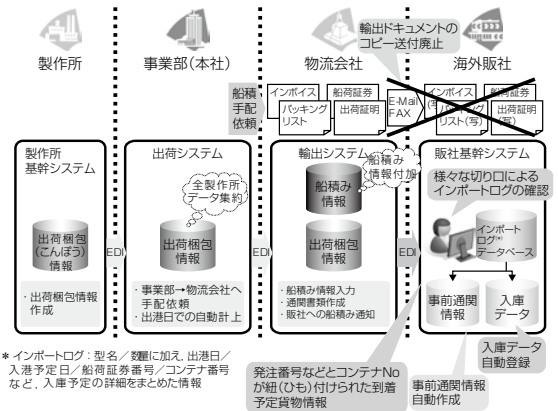 製作所
事業部(本社)
物流会社
海外販社
輸出ドキュメントの
コピー送付廃止
船積
手配
依頼
インボイス
船荷証券
パッキング
リスト
出荷証明
E-Mail
FAX
インボイス
(写)
船荷証券
(写)
パッキング
リスト(写)
出荷証明
(写)
製作所
基幹システム
出荷梱包
(こんぽう)
情報
・出荷梱包情報
作成
EDI
出荷システム
全製作所
データ集約
出荷梱包
情報
・事業部→物流会社へ
手配依頼
・出港日での自動計上
EDI
輸出システム
船積み
情報付加
船積み
情報
出荷梱包
情報
・船積み情報入力
・通関書類作成
・販社への船積み通知
EDI
販社基幹システム
様々な切り口による
インポートログの確認
インポート
ログ(*)
データベース
事前通関
情報
入庫
データ
入庫データ
自動登録
事前通関情報
自動作成
発注番号などとコンテナNo
が紐(ひも)付けられた到着
予定貨物情報
* インポートログ：型名／数量に加え, 出港日／
入港予定日／船荷証券番号／コンテナ番号
など, 入庫予定の詳細をまとめた情報